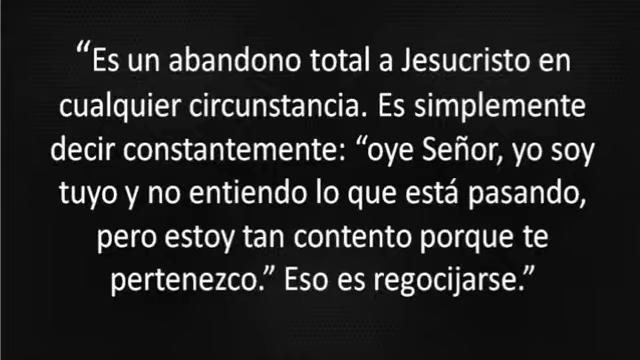 “Es un abandono total a Jesucristo en
cualquier circunstancia. Es simplemente
decir constantemente: “oye Señor, yo soy
tuyo y no entiendo lo que está pasando,
pero estoy tan contento porque te
pertenezco.” Eso es regocijarse.”